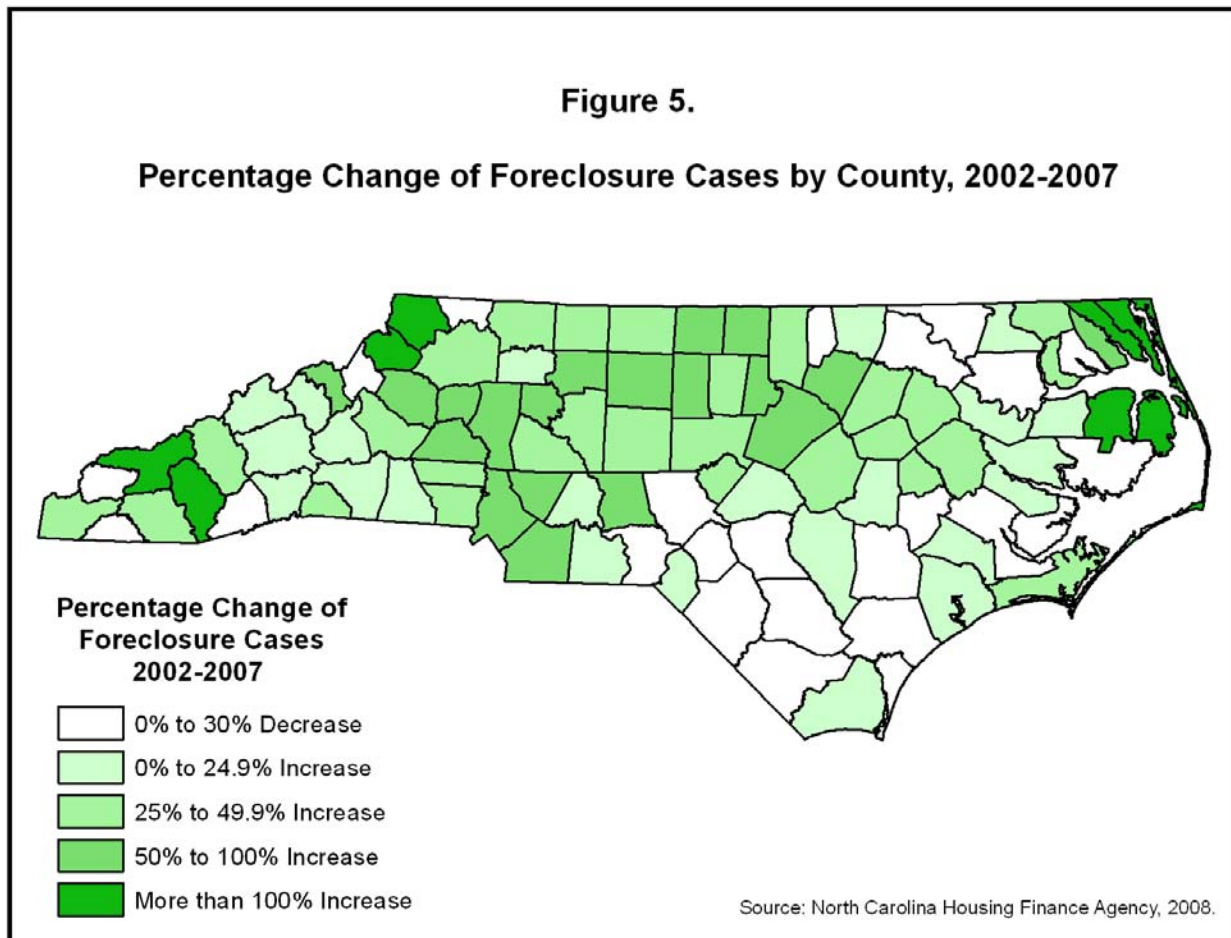 Figure 5.
Percentage Change of Foreclosure Cases by County, 2002-2007
Percentage Change of
Foreclosure Cases
2002-2007
0% to 30% Decrease
0% to 24.9% Increase
25% to 49.9% Increase
50% to 100% Increase
More than 100% Increase
Source: North Carolina Housing Finance Agency, 2008.